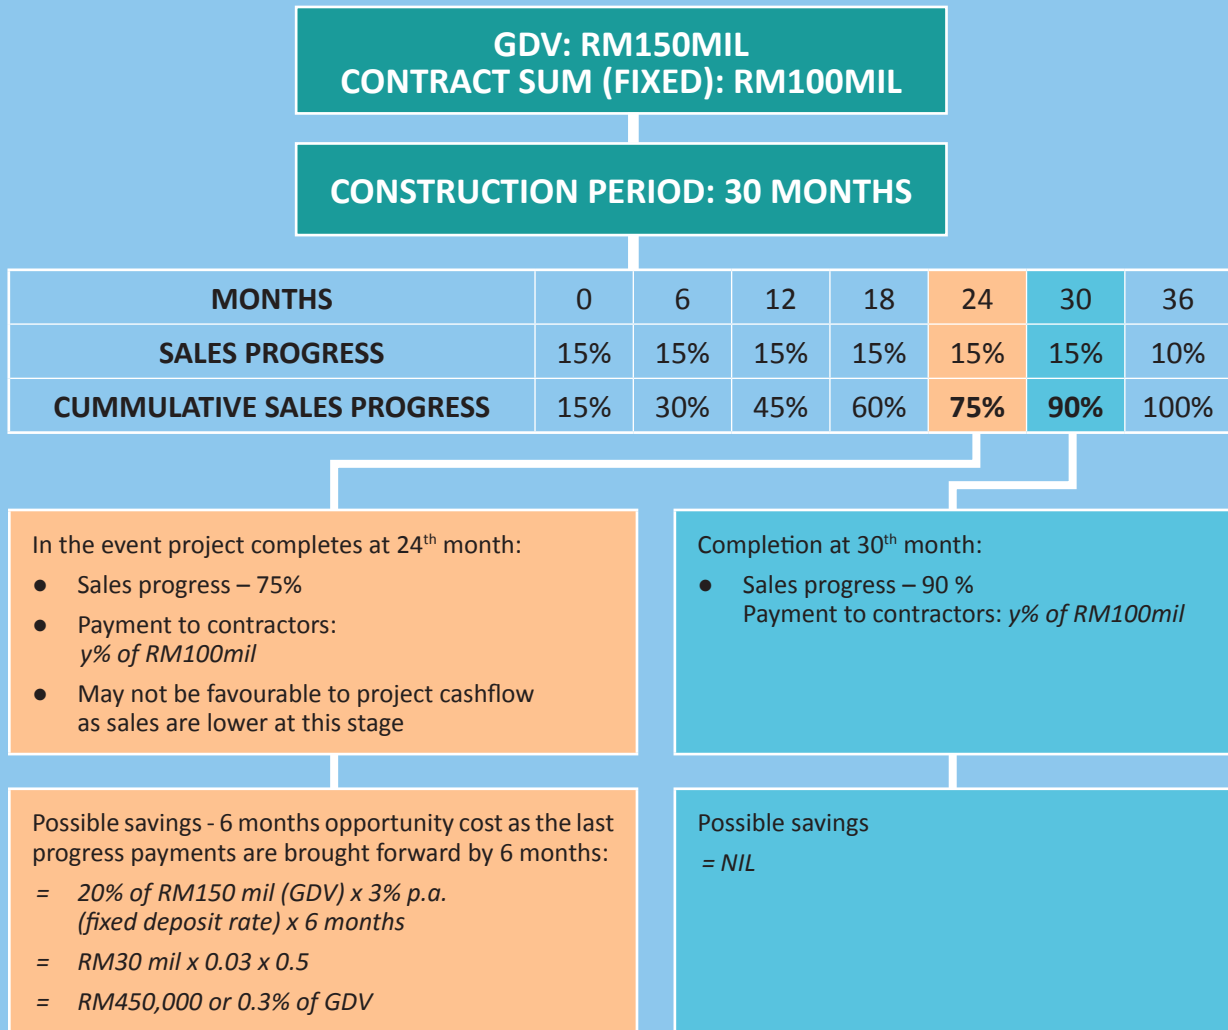 GDV: RM150MIL
CONTRACT SUM (FIXED): RM100MIL
CONSTRUCTION PERIOD: 30 MONTHS
MONTHS 0 6 12 18 24 30 36
SALES PROGRESS 15% 15% 15% 15% 15% 15% 10%
CUMMULATIVE SALES PROGRESS 15% 30% 45% 60% 75% 90% 100%
In the event project completes at 24th month:
● Sales progress – 75%
● Payment to contractors:
y% of RM100mil
● May not be favourable to project cashflow
as sales are lower at this stage
Completion at 30th month:
● Sales progress – 90 %
Payment to contractors: y% of RM100mil
Possible savings - 6 months opportunity cost as the last
progress payments are brought forward by 6 months:
= 20% of RM150 mil (GDV) x 3% p.a.
(fixed deposit rate) x 6 months
= RM30 mil x 0.03 x 0.5
= RM450,000 or 0.3% of GDV
Possible savings
= NIL